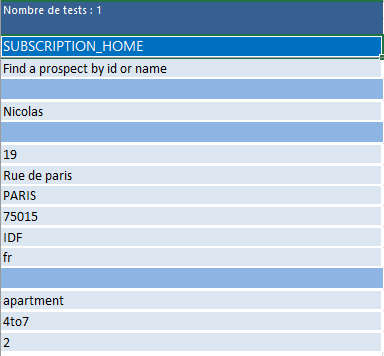 Nombre de tests : 1
SUBSCRIPTION_HOME
Find a prospect by id or name
Nicolas
19
Rue de paris
PARIS
75015
IDF
fr
apartment
4to7
2